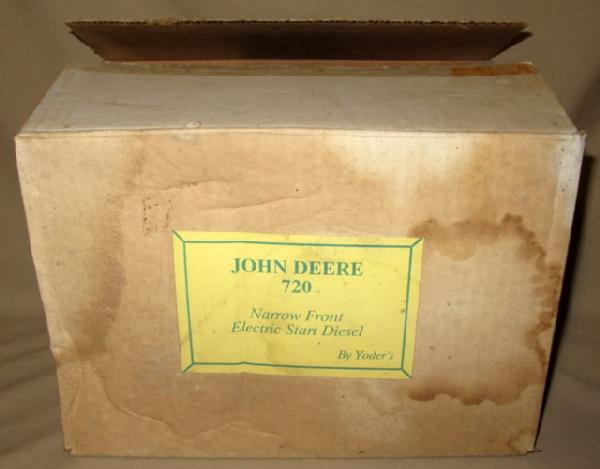 JOHN DEERE
720
Narrow Front
Electric Start Diesel
By Yoder's